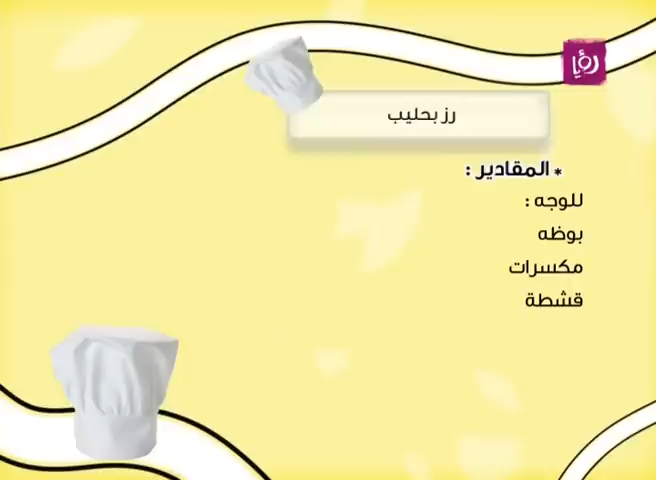 رؤيا
رز بحليب
* المقادير :
للوجه :
بوظه
مكسرات
قشطة